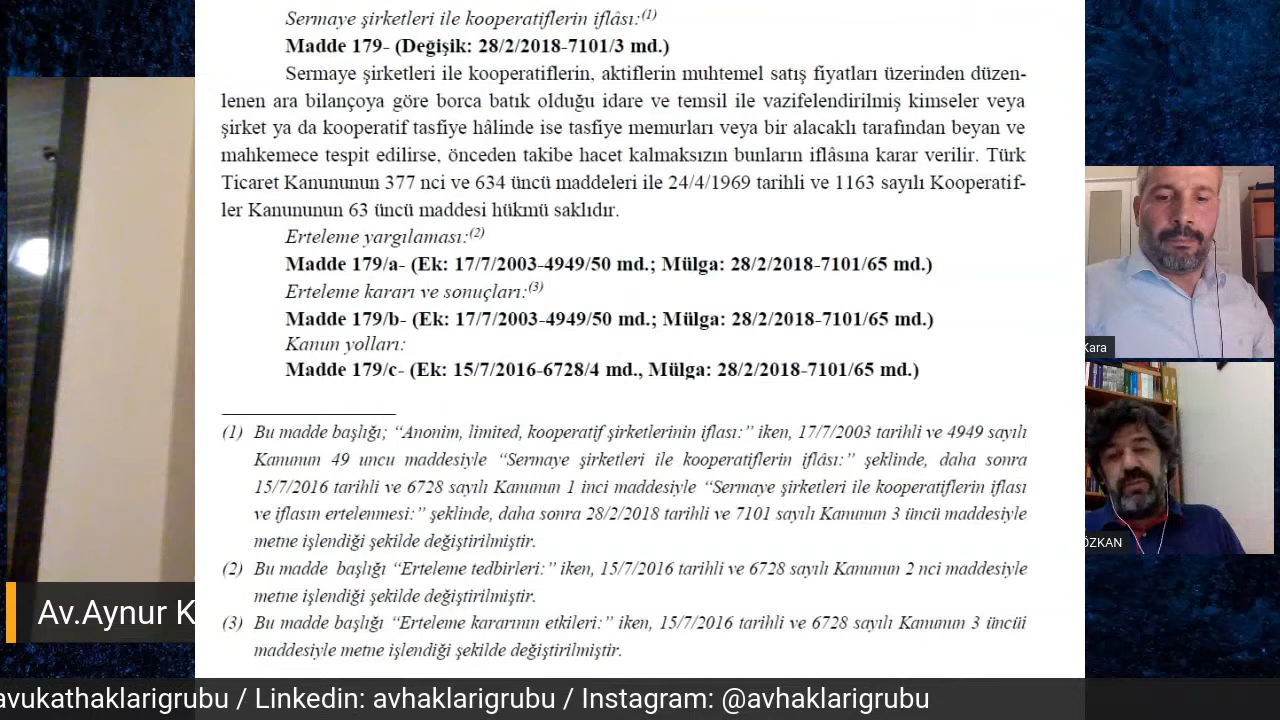 Sermaye şirketleri ile kooperatiflerin iflâsı:(1)
Madde 179- (Değişik: 28/2/2018-7101/3 md.)
Sermaye şirketleri ile kooperatiflerin, aktiflerin muhtemel satış fiyatları üzerinden düzen-
lenen ara bilançoya göre borca batık olduğu idare ve temsil ile vazifelendirilmiş kimseler veya
şirket ya da kooperatif tasfiye hâlinde ise tasfiye memurları veya bir alacaklı tarafından beyan ve
mahkemece tespit edilirse, önceden takibe hacet kalmaksızın bunların iflâsına karar verilir. Türk
Ticaret Kanununun 377 nci ve 634 üncü maddeleri ile 24/4/1969 tarihli ve 1163 sayılı Kooperatif-
ler Kanununun 63 üncü maddesi hükmü saklıdır.
Erteleme yargılaması:(2)
Madde 179/a- (Ek: 17/7/2003-4949/50 md.; Mülga: 28/2/2018-7101/65 md.)
Erteleme kararı ve sonuçları:(3)
Madde 179/b- (Ek: 17/7/2003-4949/50 md.; Mülga: 28/2/2018-7101/65 md.)
Kanun yolları:
Madde 179/c- (Ek: 15/7/2016-6728/4 md., Mülga: 28/2/2018-7101/65 md.)
(1) Bu madde başlığı; “Anonim, limited, kooperatif şirketlerinin iflası:” iken, 17/7/2003 tarihli ve 4949 sayılı
Kanunun 49 uncu maddesiyle “Sermaye şirketleri ile kooperatiflerin iflâsı:” şeklinde, daha sonra
15/7/2016 tarihli ve 6728 sayılı Kanunun 1 inci maddesiyle “Sermaye şirketleri ile kooperatiflerin iflası
ve iflasın ertelenmesi:” şeklinde, daha sonra 28/2/2018 tarihli ve 7101 sayılı Kanunun 3 üncü maddesiyle
metne işlendiği şekilde değiştirilmiştir.
(2) Bu madde başlığı “Erteleme tedbirleri:” iken, 15/7/2016 tarihli ve 6728 sayılı Kanunun 2 nci maddesiyle
metne işlendiği şekilde değiştirilmiştir.
(3) Bu madde başlığı “Erteleme kararının etkileri:” iken, 15/7/2016 tarihli ve 6728 sayılı Kanunun 3 üncüi
maddesiyle metne işlendiği şekilde değiştirilmiştir.
Kara
ÖZKAN
Av.Aynur K
avukathaklarigrubu / Linkedin: avhaklarigrubu / Instagram: @avhaklarigrubu